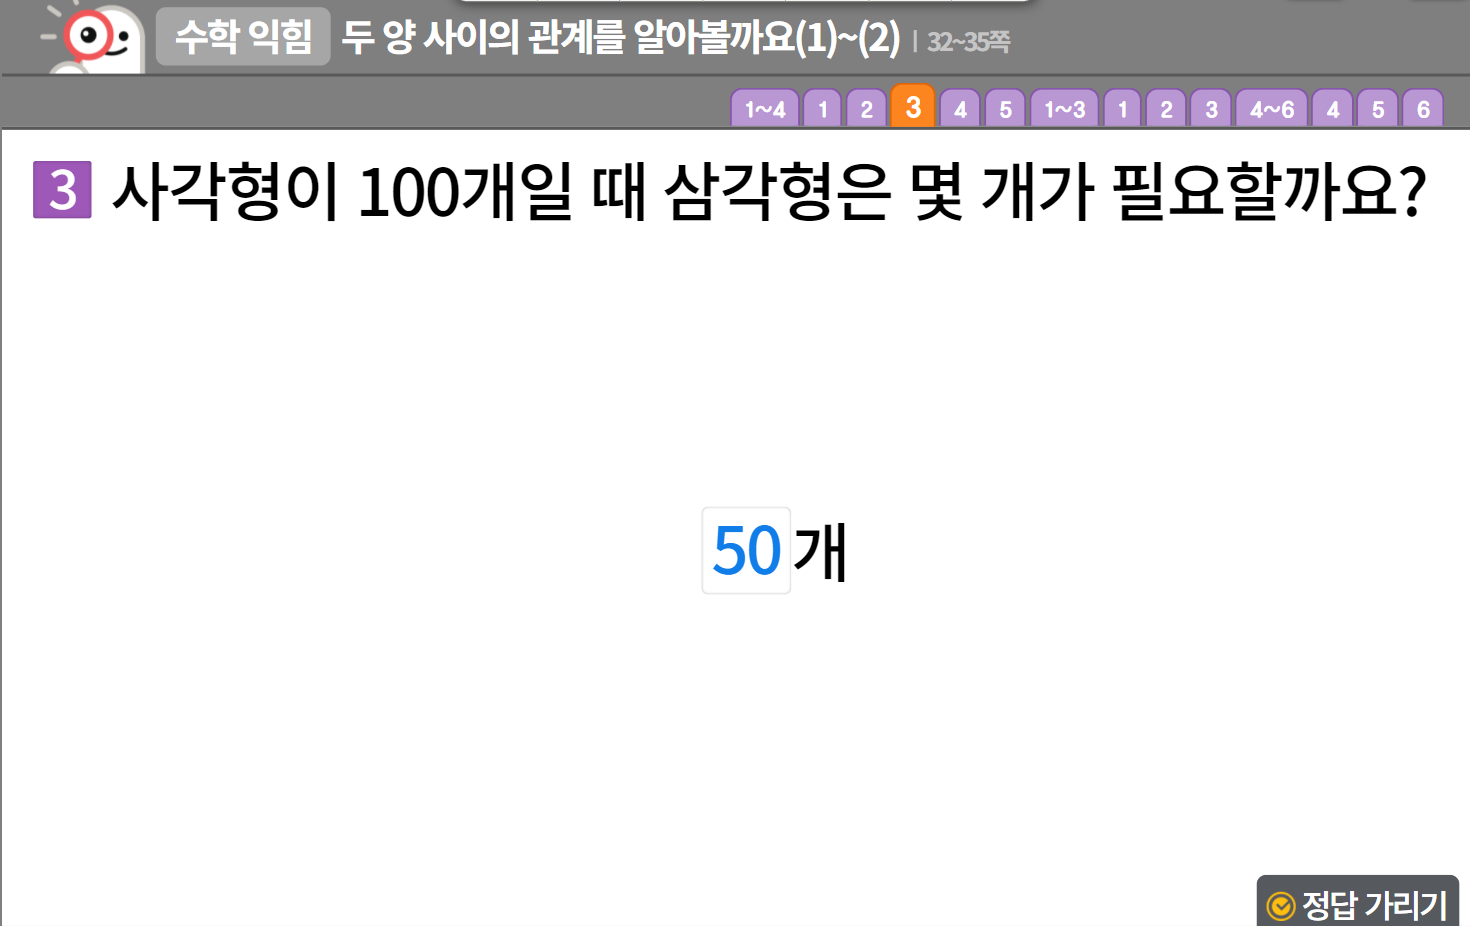 수학 익힘 두 양 사이의 관계를 알아볼까요(1)~(2) | 32~35쪽
1~4 1 2 3 4 5 1~3 1 2 3 4~6 4 5 6
3 사각형이 100개일 때 삼각형은 몇 개가 필요할까요?
50개
정답 가리기